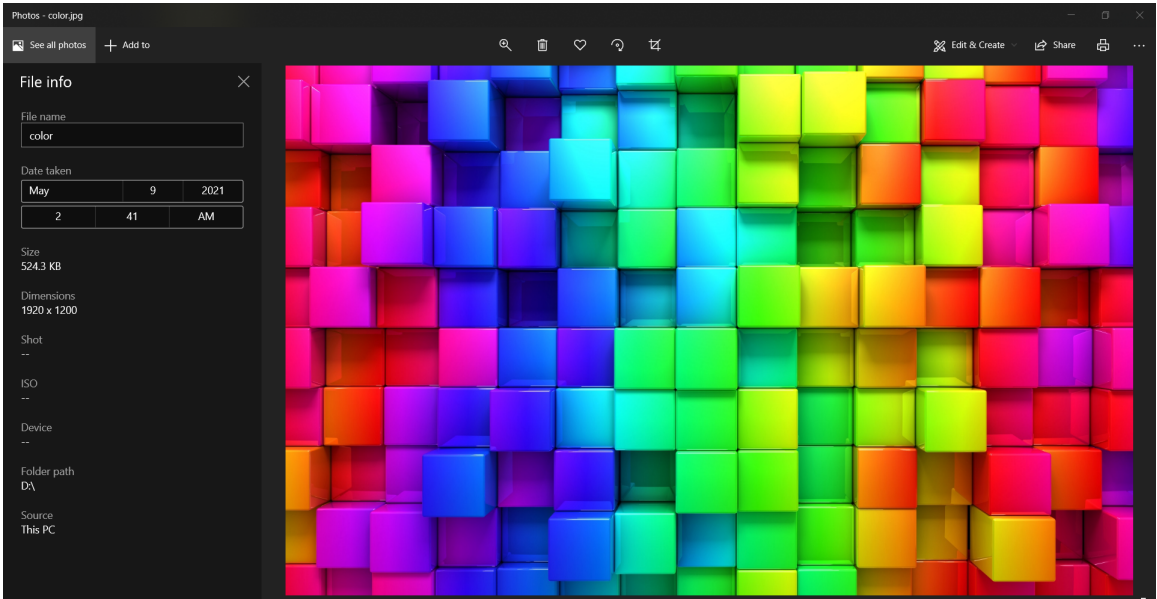 Photos - color.jpg
See all photos
Add to
Edit & Create
Share
File info
File name
color
Date taken
May 9 2021
2 41 AM
Size
524.3 KB
Dimensions
1920 x 1200
Shot
--
ISO
--
Device
--
Folder path
D:\
Source
This PC